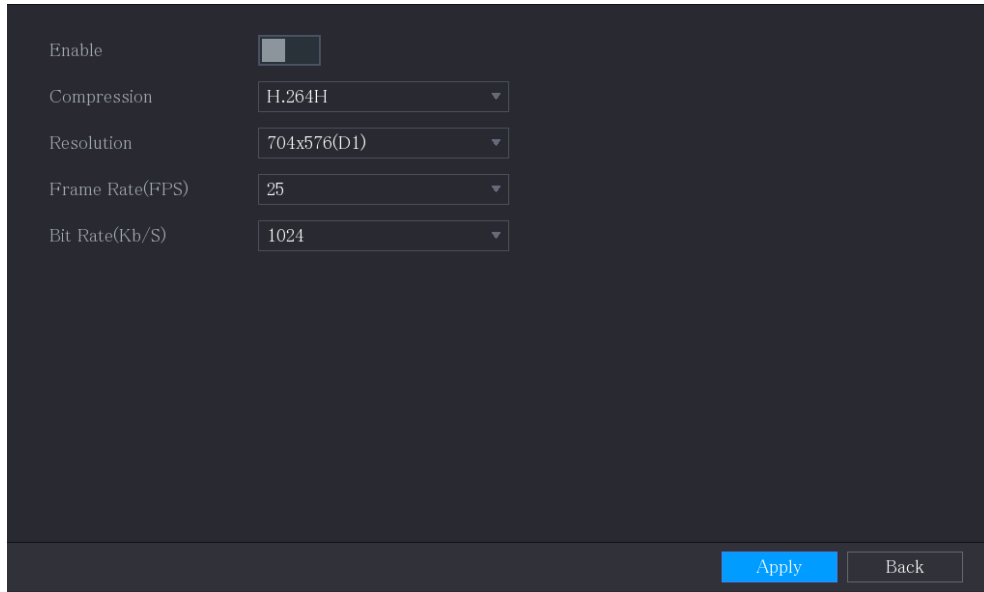 Enable
Compression H.264H
Resolution 704x576(D1)
Frame Rate(FPS) 25
Bit Rate(Kb/S) 1024
Apply Back